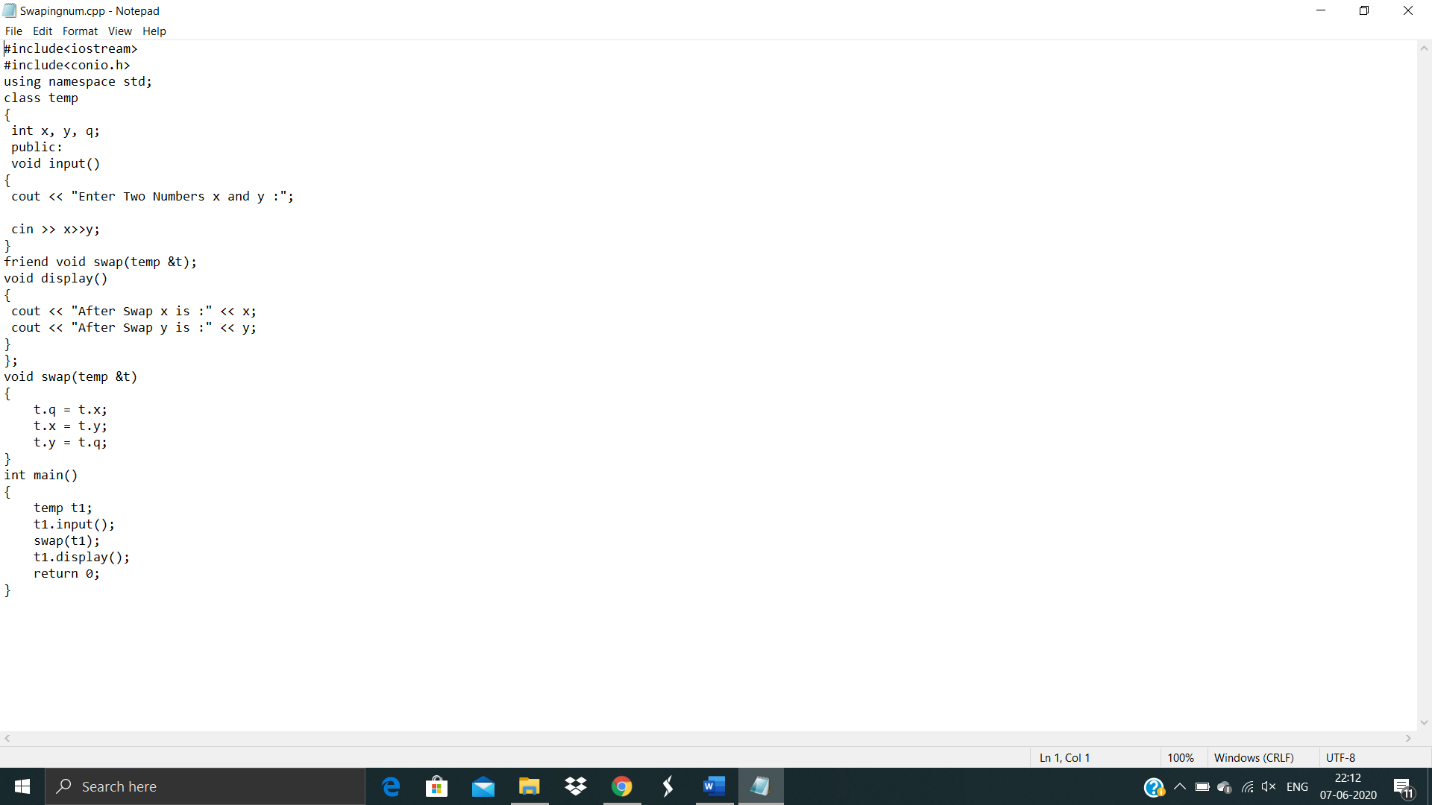 Swapingnum.cpp - Notepad
File Edit Format View Help
#include<iostream>
#include<conio.h>
using namespace std;
class temp
{
 int x, y, q;
 public:
 void input()
{
 cout << "Enter Two Numbers x and y :";
 cin >> x>>y;
}
friend void swap(temp &t);
void display()
{
 cout << "After Swap x is :" << x;
 cout << "After Swap y is :" << y;
}
};
void swap(temp &t)
{
    t.q = t.x;
    t.x = t.y;
    t.y = t.q;
}
int main()
{
    temp t1;
    t1.input();
    swap(t1);
    t1.display();
    return 0;
}
Ln 1, Col 1 100% Windows (CRLF) UTF-8
Search here ENG 22:12
07-06-2020 11